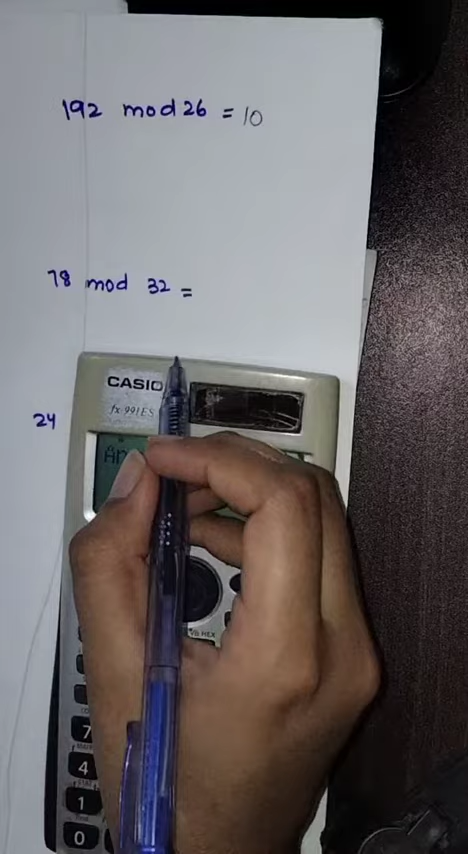 192 mod 26 = 10
78 mod 32 =
CASIO
fx-991ES
24
7
4
1
0